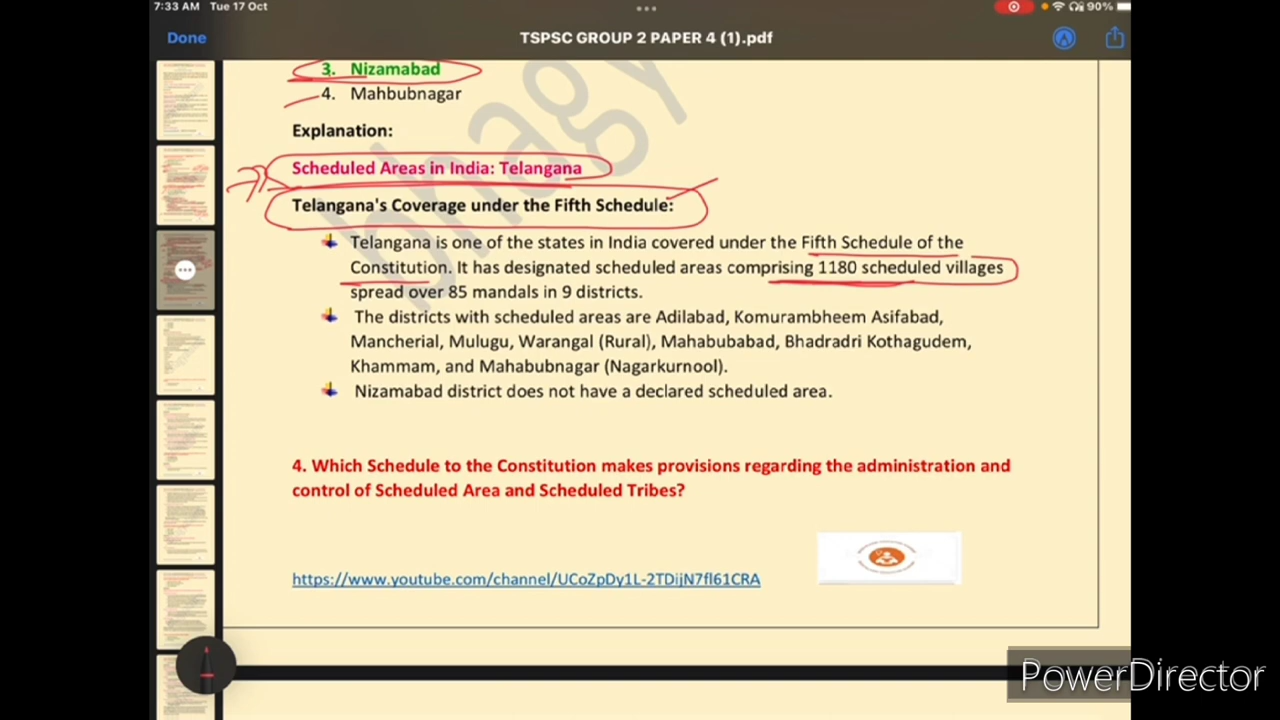 7:33 AM Tue 17 Oct
90%
Done
TSPSC GROUP 2 PAPER 4 (1).pdf
3. Nizamabad
4. Mahbubnagar
Explanation:
Scheduled Areas in India: Telangana
Telangana's Coverage under the Fifth Schedule:
Telangana is one of the states in India covered under the Fifth Schedule of the
Constitution. It has designated scheduled areas comprising 1180 scheduled villages
spread over 85 mandals in 9 districts.
The districts with scheduled areas are Adilabad, Komurambheem Asifabad,
Mancherial, Mulugu, Warangal (Rural), Mahabubabad, Bhadradri Kothagudem,
Khammam, and Mahabubnagar (Nagarkurnool).
Nizamabad district does not have a declared scheduled area.
4. Which Schedule to the Constitution makes provisions regarding the administration and
control of Scheduled Area and Scheduled Tribes?
https://www.youtube.com/channel/UCoZpDy1L-2TDijN7fl61CRA
PowerDirector